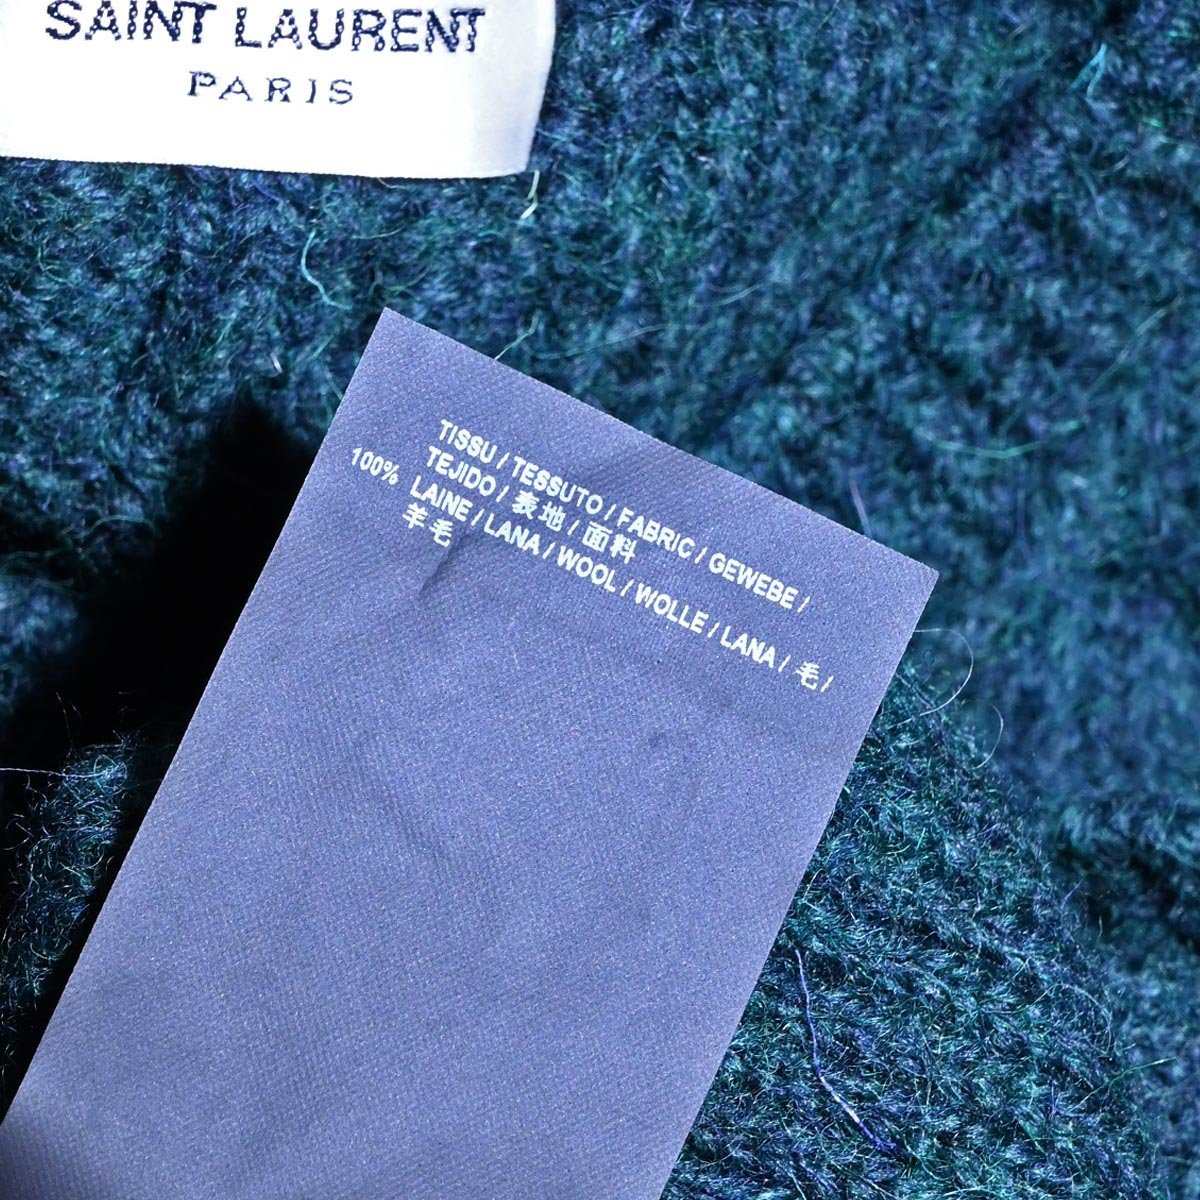 SAINT LAURENT
PARIS
TISSU / TESSUTO / FABRIC / GEWEBE /
TEJIDO / 表地 / 面料
100% LAINE / LANA / WOOL / WOLLE / LANA / 毛 /
羊毛